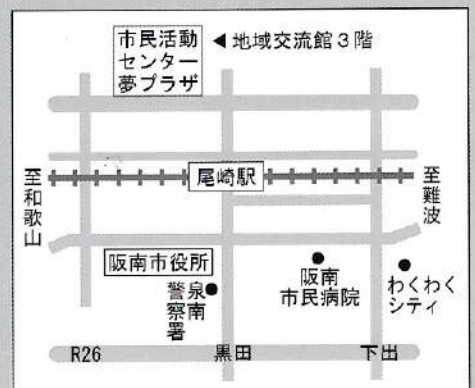 市民活動
センター
夢プラザ
◀地域交流館3階
尾崎駅
至和歌山
至難波
阪南市役所
泉南
警察署
阪南
市民病院
わくわく
シティ
R26
黒田
下出